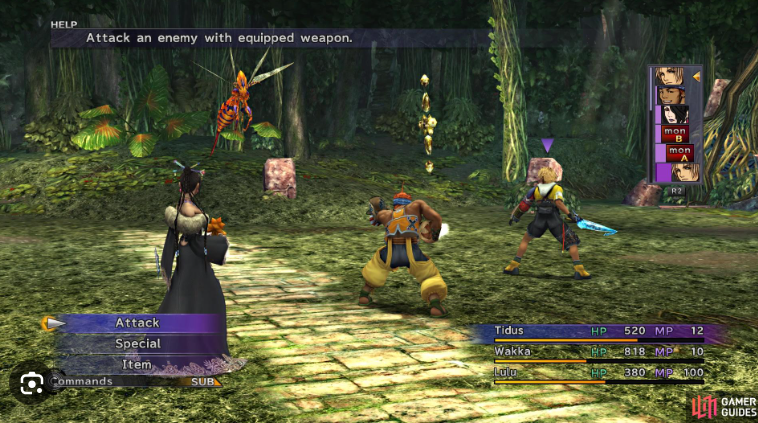 HELP
Attack an enemy with equipped weapon.
mon
B
mon
A
R2
Attack
Special
Item
Commands SUB
Tidus HP 520 MP 12
Wakka HP 818 MP 10
Lulu HP 380 MP 100
GAMER
GUIDES